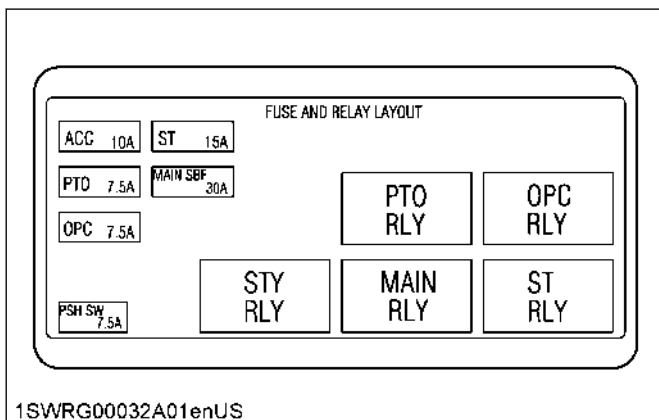 FUSE AND RELAY LAYOUT
ACC 10A
ST 15A
PTO 7.5A
MAIN SBF
30A
OPC 7.5A
PTO
RLY
OPC
RLY
PSH SW
7.5A
STY
RLY
MAIN
RLY
ST
RLY
1SWRG00032A01enUS